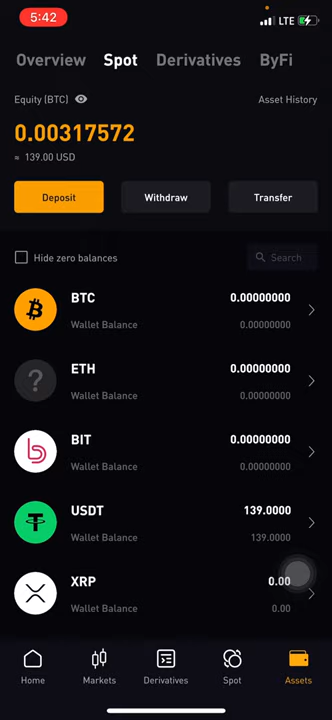 5:42
LTE
Overview Spot Derivatives ByFi
Equity (BTC) Asset History
0.00317572
≈ 139.00 USD
Deposit Withdraw Transfer
Hide zero balances Search
BTC 0.00000000
Wallet Balance 0.00000000
? ETH 0.00000000
Wallet Balance 0.00000000
BIT 0.00000000
Wallet Balance 0.00000000
USDT 139.0000
Wallet Balance 139.0000
XRP 0.00
Wallet Balance 0.00
Home Markets Derivatives Spot Assets